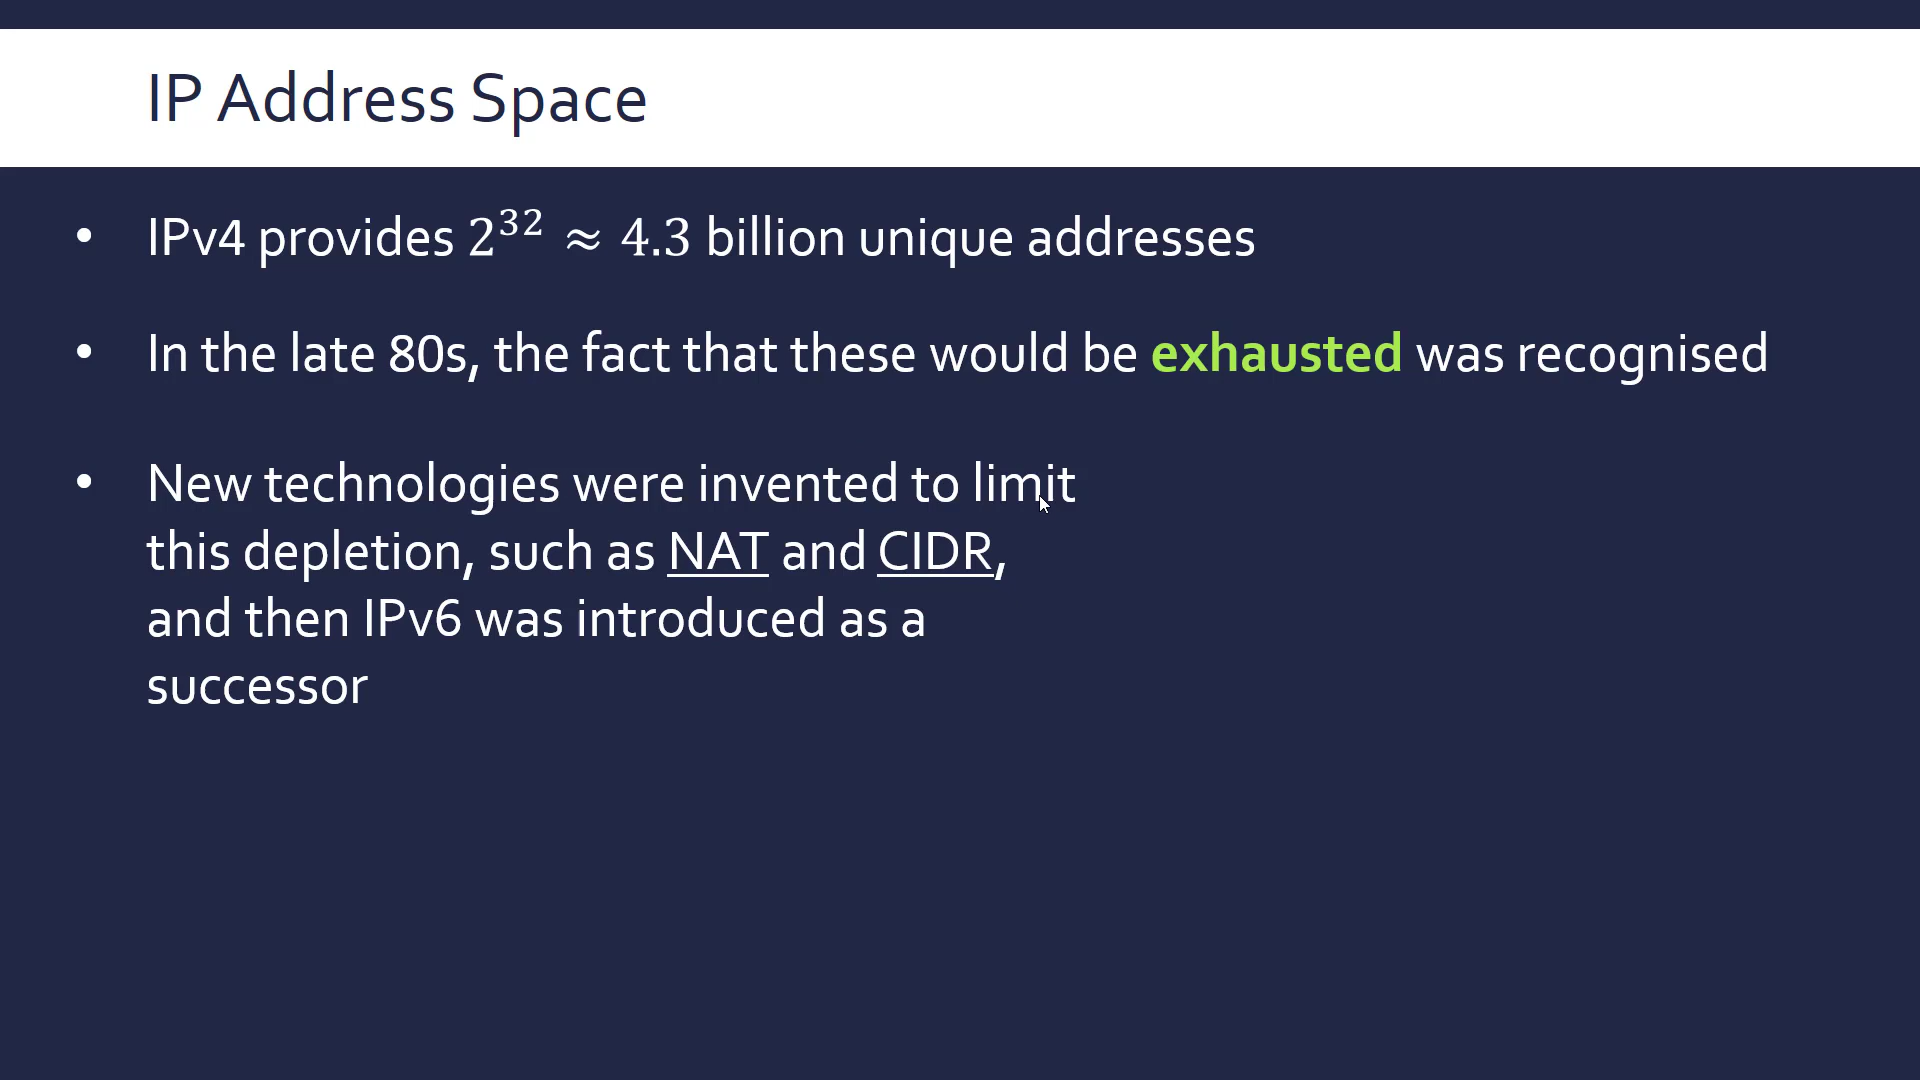 IP Address Space
• IPv4 provides 2³² ≈ 4.3 billion unique addresses
• In the late 80s, the fact that these would be exhausted was recognised
• New technologies were invented to limit
this depletion, such as NAT and CIDR,
and then IPv6 was introduced as a
successor